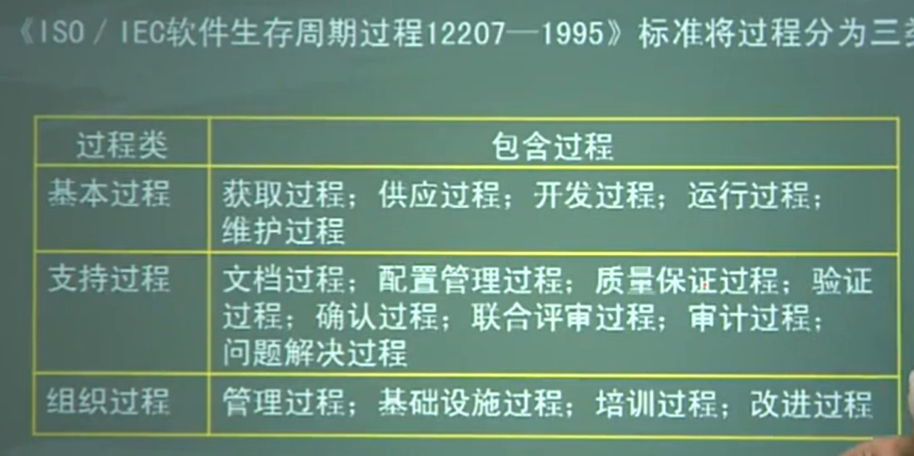 《ISO/IEC软件生存周期过程12207—1995》标准将过程分为三
过程类
包含过程
基本过程
获取过程；供应过程；开发过程；运行过程；
维护过程
支持过程
文档过程；配置管理过程；质量保证过程；验证
过程；确认过程；联合评审过程；审计过程；
问题解决过程
组织过程
管理过程；基础设施过程；培训过程；改进过程